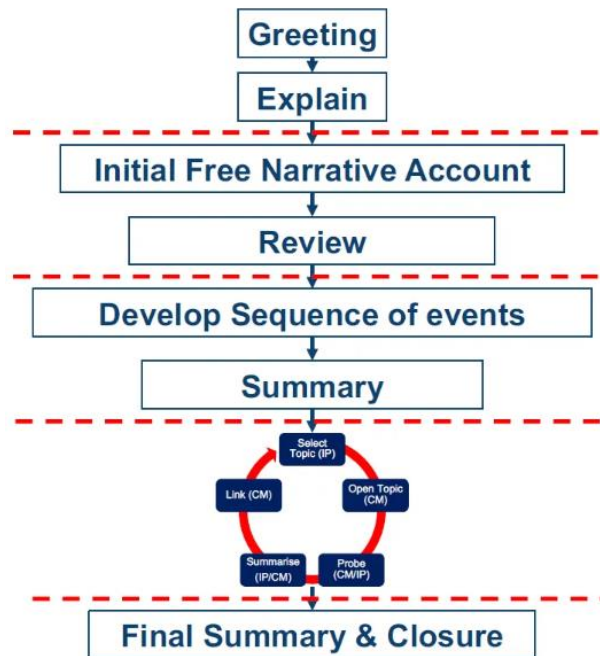 Greeting
Explain
Initial Free Narrative Account
Review
Develop Sequence of events
Summary
Select
Topic (IP)
Open Topic
(CM)
Probe
(CM/IP)
Summarise
(IP/CM)
Link (CM)
Final Summary & Closure